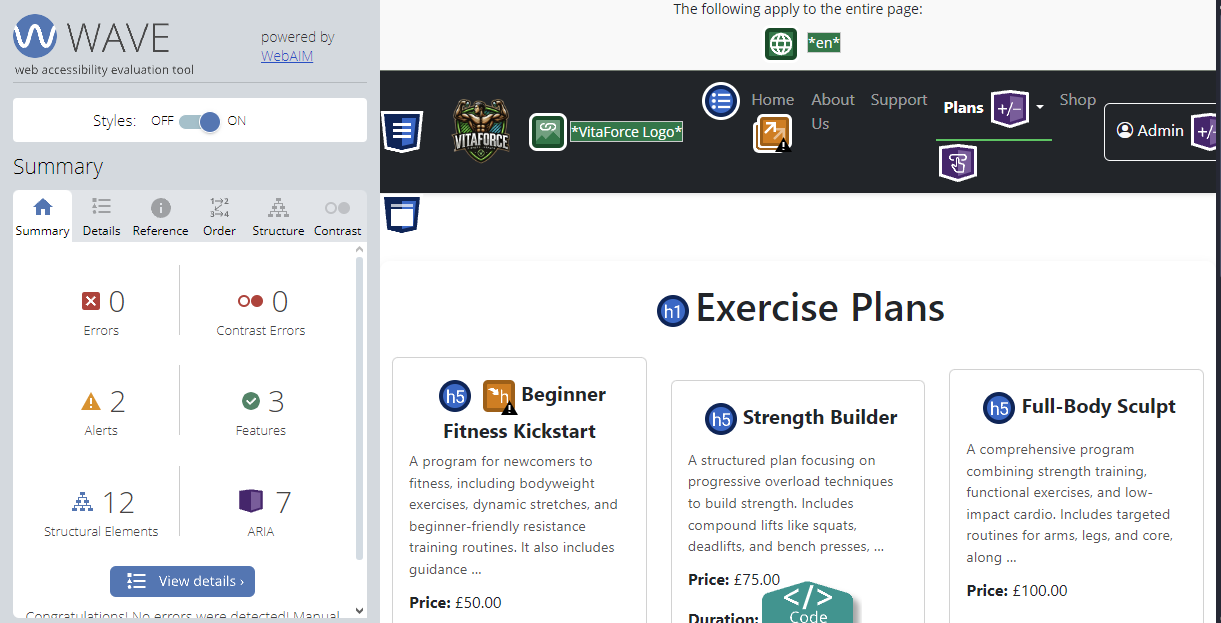 WAVE
powered by
WebAIM
web accessibility evaluation tool
Styles: OFF ON
Summary
Summary Details Reference Order Structure Contrast
0 0
Errors Contrast Errors
2 3
Alerts Features
12 7
Structural Elements ARIA
View details ›
Congratulations! No errors were detected! Manual
The following apply to the entire page:
*en*
VITAFORCE
*VitaForce Logo*
Home About Us Support Plans +/- Shop
Admin +/-
h1 Exercise Plans
h5 h Beginner
Fitness Kickstart
A program for newcomers to
fitness, including bodyweight
exercises, dynamic stretches, and
beginner-friendly resistance
training routines. It also includes
guidance ...
Price: £50.00
h5 Strength Builder
A structured plan focusing on
progressive overload techniques
to build strength. Includes
compound lifts like squats,
deadlifts, and bench presses, ...
Price: £75.00
Duration:
</>
Code
h5 Full-Body Sculpt
A comprehensive program
combining strength training,
functional exercises, and low-
impact cardio. Includes targeted
routines for arms, legs, and core,
along ...
Price: £100.00